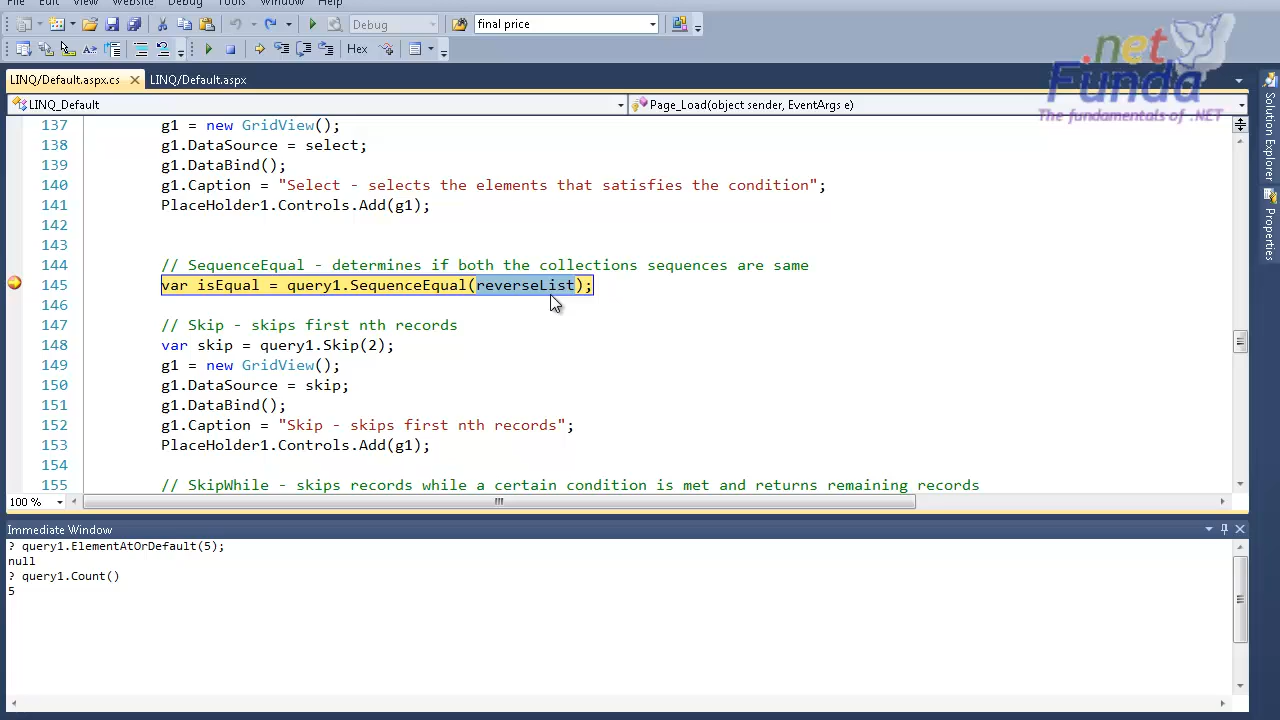 File Edit View Website Build Debug Tools Window Help
Debug
final price
Hex
.net
Funda
The fundamentals of .NET
LINQ/Default.aspx.cs LINQ/Default.aspx
LINQ_Default
Page_Load(object sender, EventArgs e)
Solution Explorer
Properties
137 g1 = new GridView();
138 g1.DataSource = select;
139 g1.DataBind();
140 g1.Caption = "Select - selects the elements that satisfies the condition";
141 PlaceHolder1.Controls.Add(g1);
142
143
144 // SequenceEqual - determines if both the collections sequences are same
145 var isEqual = query1.SequenceEqual(reverseList);
146
147 // Skip - skips first nth records
148 var skip = query1.Skip(2);
149 g1 = new GridView();
150 g1.DataSource = skip;
151 g1.DataBind();
152 g1.Caption = "Skip - skips first nth records";
153 PlaceHolder1.Controls.Add(g1);
154
155 // SkipWhile - skips records while a certain condition is met and returns remaining records
100 %
Immediate Window
? query1.ElementAtOrDefault(5);
null
? query1.Count()
5